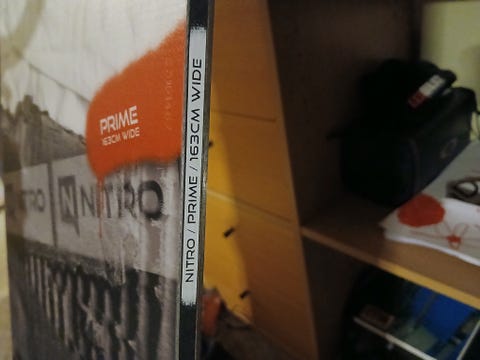 PRIME
163CM WIDE
NITRO
NITRO / PRIME / 163CM WIDE